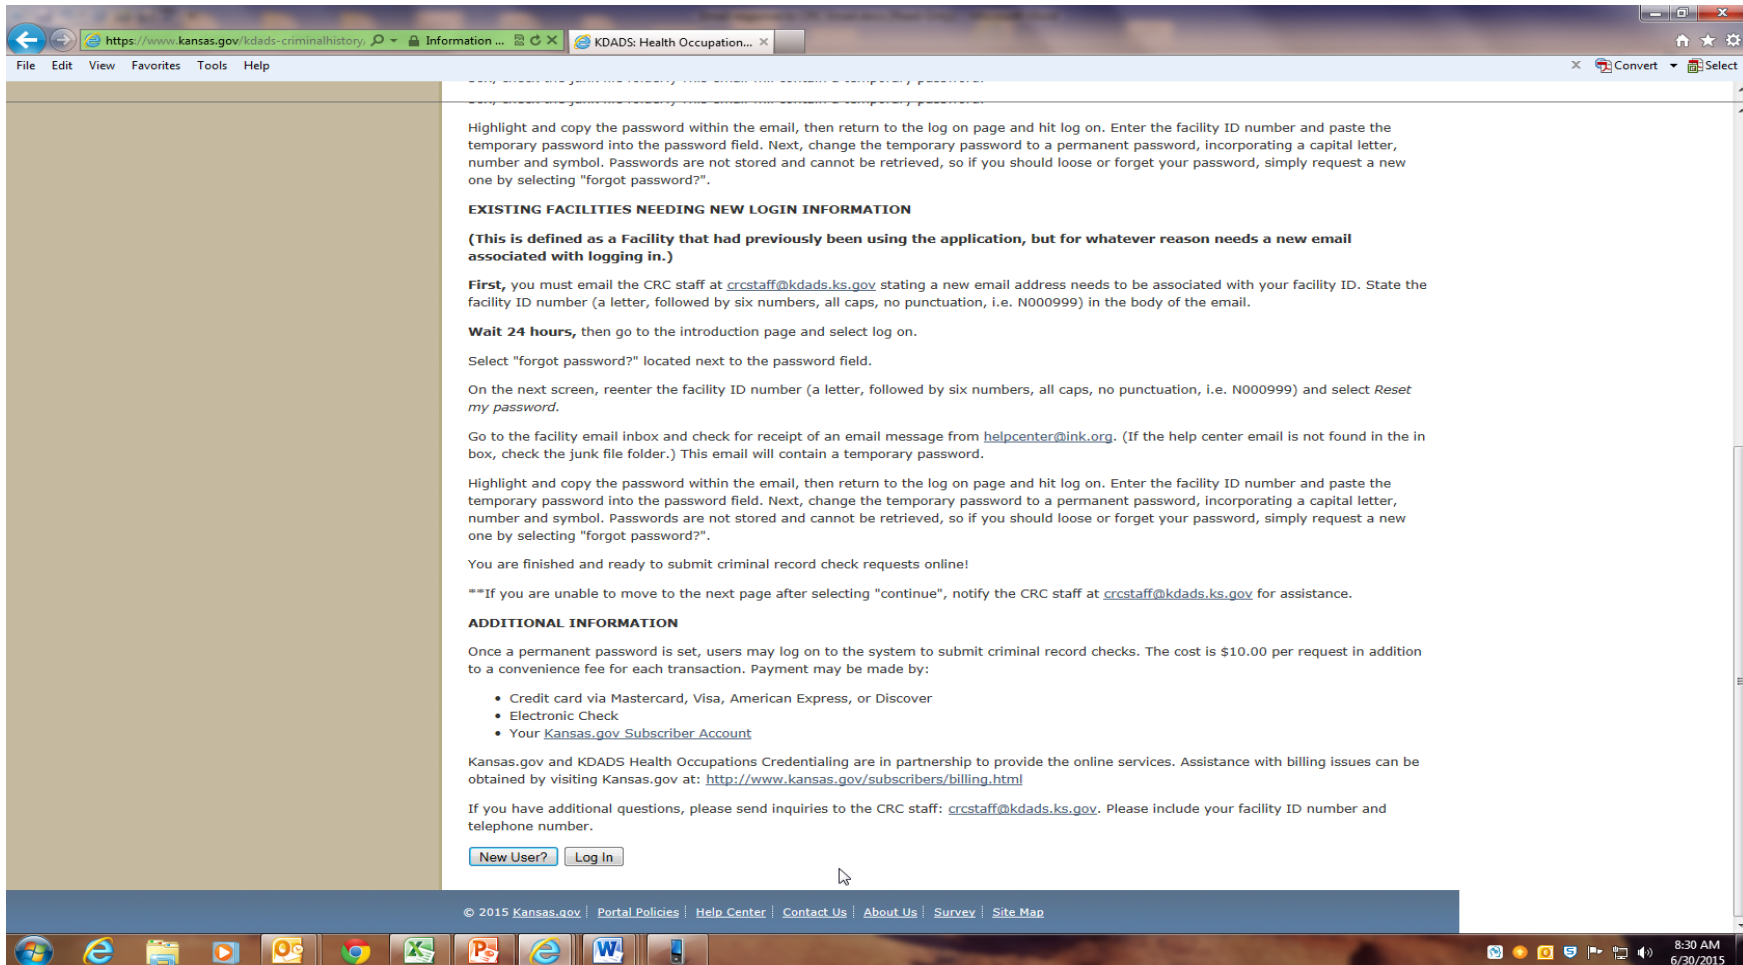 https://www.kansas.gov/kdads-criminalhistory/
Information ...
KDADS: Health Occupation...
File Edit View Favorites Tools Help
Convert
Select
Highlight and copy the password within the email, then return to the log on page and hit log on. Enter the facility ID number and paste the
temporary password into the password field. Next, change the temporary password to a permanent password, incorporating a capital letter,
number and symbol. Passwords are not stored and cannot be retrieved, so if you should loose or forget your password, simply request a new
one by selecting "forgot password?".
EXISTING FACILITIES NEEDING NEW LOGIN INFORMATION
(This is defined as a Facility that had previously been using the application, but for whatever reason needs a new email
associated with logging in.)
First, you must email the CRC staff at crcstaff@kdads.ks.gov stating a new email address needs to be associated with your facility ID. State the
facility ID number (a letter, followed by six numbers, all caps, no punctuation, i.e. N000999) in the body of the email.
Wait 24 hours, then go to the introduction page and select log on.
Select "forgot password?" located next to the password field.
On the next screen, reenter the facility ID number (a letter, followed by six numbers, all caps, no punctuation, i.e. N000999) and select Reset
my password.
Go to the facility email inbox and check for receipt of an email message from helpcenter@ink.org. (If the help center email is not found in the in
box, check the junk file folder.) This email will contain a temporary password.
Highlight and copy the password within the email, then return to the log on page and hit log on. Enter the facility ID number and paste the
temporary password into the password field. Next, change the temporary password to a permanent password, incorporating a capital letter,
number and symbol. Passwords are not stored and cannot be retrieved, so if you should loose or forget your password, simply request a new
one by selecting "forgot password?".
You are finished and ready to submit criminal record check requests online!
**If you are unable to move to the next page after selecting "continue", notify the CRC staff at crcstaff@kdads.ks.gov for assistance.
ADDITIONAL INFORMATION
Once a permanent password is set, users may log on to the system to submit criminal record checks. The cost is $10.00 per request in addition
to a convenience fee for each transaction. Payment may be made by:
• Credit card via Mastercard, Visa, American Express, or Discover
• Electronic Check
• Your Kansas.gov Subscriber Account
Kansas.gov and KDADS Health Occupations Credentialing are in partnership to provide the online services. Assistance with billing issues can be
obtained by visiting Kansas.gov at: http://www.kansas.gov/subscribers/billing.html
If you have additional questions, please send inquiries to the CRC staff: crcstaff@kdads.ks.gov. Please include your facility ID number and
telephone number.
New User? Log In
© 2015 Kansas.gov | Portal Policies | Help Center | Contact Us | About Us | Survey | Site Map
8:30 AM
6/30/2015